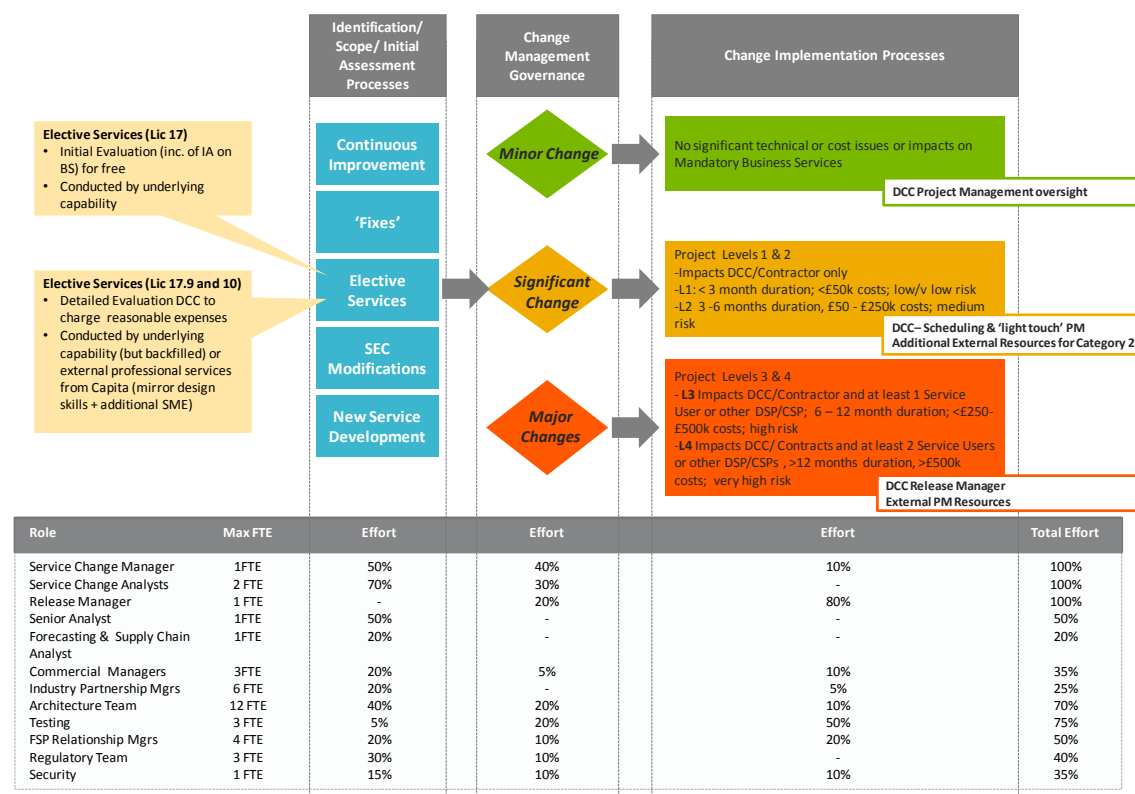 Identification/
Scope/ Initial
Assessment
Processes
Change
Management
Governance
Change Implementation Processes
Elective Services (Lic 17)
• Initial Evaluation (inc. of IA on
BS) for free
• Conducted by underlying
capability
Elective Services (Lic 17.9 and 10)
• Detailed Evaluation DCC to
charge reasonable expenses
• Conducted by underlying
capability (but backfilled) or
external professional services
from Capita (mirror design
skills + additional SME)
Continuous
Improvement
'Fixes'
Elective
Services
SEC
Modifications
New Service
Development
Minor Change
Significant
Change
Major
Changes
No significant technical or cost issues or impacts on
Mandatory Business Services
DCC Project Management oversight
Project Levels 1 & 2
-Impacts DCC/Contractor only
-L1: < 3 month duration; <£50k costs; low/v low risk
-L2 3 -6 months duration, £50 - £250k costs; medium
risk
DCC– Scheduling & 'light touch' PM
Additional External Resources for Category 2
Project Levels 3 & 4
- L3 Impacts DCC/Contractor and at least 1 Service
User or other DSP/CSP; 6 – 12 month duration; <£250-
£500k costs; high risk
-L4 Impacts DCC/ Contracts and at least 2 Service Users
or other DSP/CSPs , >12 months duration, >£500k
costs; very high risk
DCC Release Manager
External PM Resources
Role Max FTE Effort Effort Effort Total Effort
Service Change Manager 1FTE 50% 40% 10% 100%
Service Change Analysts 2 FTE 70% 30% - 100%
Release Manager 1 FTE - 20% 80% 100%
Senior Analyst 1FTE 50% - - 50%
Forecasting & Supply Chain 1FTE 20% - - 20%
Analyst
Commercial Managers 3FTE 20% 5% 10% 35%
Industry Partnership Mgrs 6 FTE 20% - 5% 25%
Architecture Team 12 FTE 40% 20% 10% 70%
Testing 3 FTE 5% 20% 50% 75%
FSP Relationship Mgrs 4 FTE 20% 10% 20% 50%
Regulatory Team 3 FTE 30% 10% - 40%
Security 1 FTE 15% 10% 10% 35%